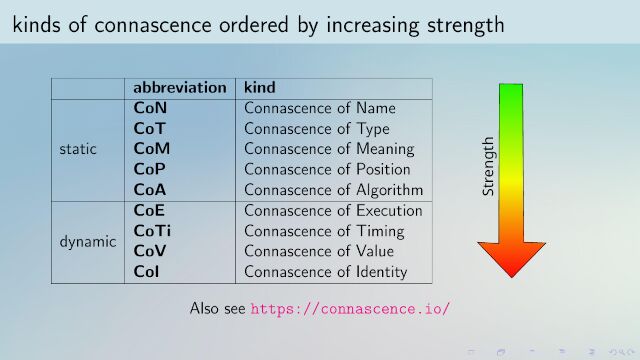 kinds of connascence ordered by increasing strength
abbreviation kind
static
CoN Connascence of Name
CoT Connascence of Type
CoM Connascence of Meaning
CoP Connascence of Position
CoA Connascence of Algorithm
dynamic
CoE Connascence of Execution
CoTi Connascence of Timing
CoV Connascence of Value
CoI Connascence of Identity
Strength
Also see https://connascence.io/